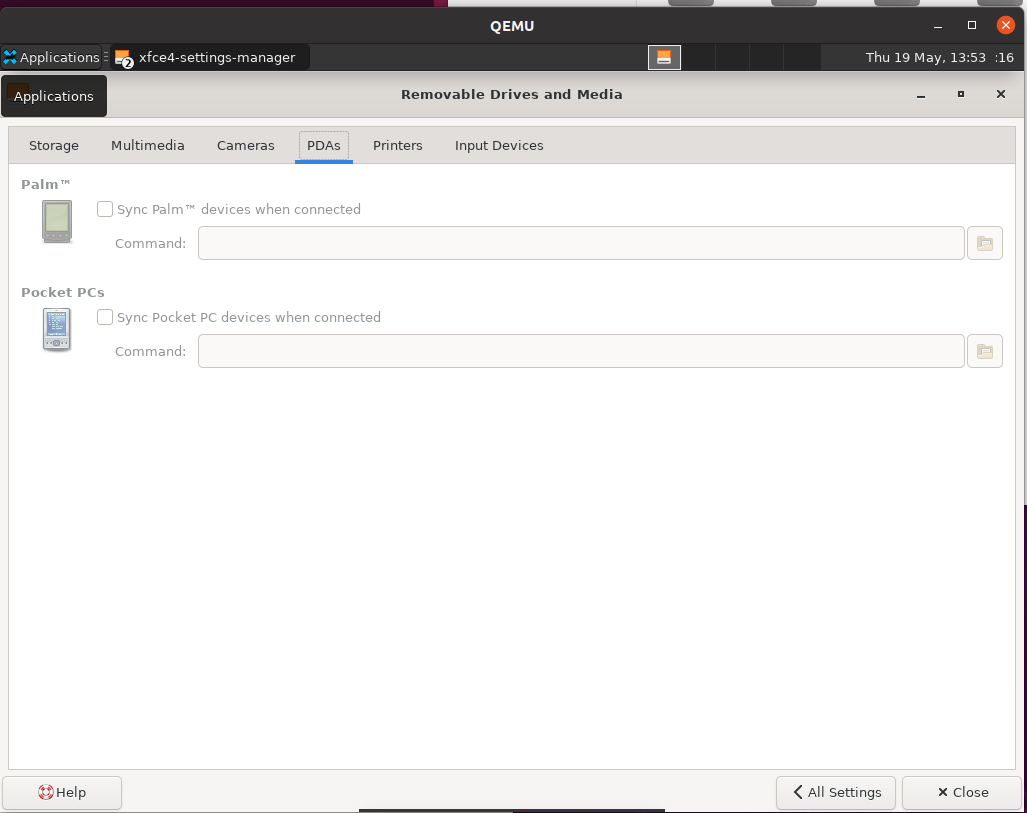 QEMU
Applications
2 xfce4-settings-manager
Thu 19 May, 13:53 :16
Applications
Removable Drives and Media
Storage Multimedia Cameras PDAs Printers Input Devices
Palm™
Sync Palm™ devices when connected
Command:
Pocket PCs
Sync Pocket PC devices when connected
Command:
Help
All Settings
Close